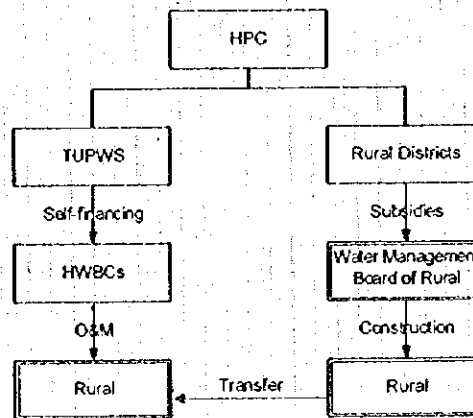 HPC
TUPWS
Rural Districts
Self-financing
Subsidies
HWBCs
Water Management
Board of Rural
O&M
Construction
Rural
Transfer
Rural